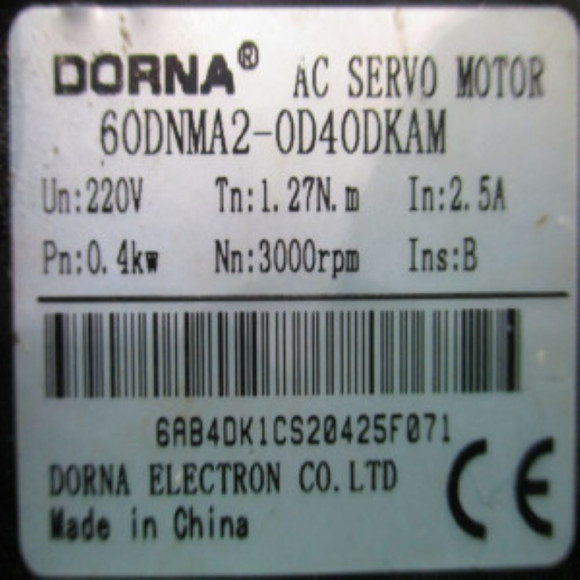 DORNA® AC SERVO MOTOR
60DNMA2-0D40DKAM
Un:220V Tn:1.27N.m In:2.5A
Pn:0.4kw Nn:3000rpm Ins:B
6AB4DK1CS20425F071
DORNA ELECTRON CO.LTD
Made in China
CE